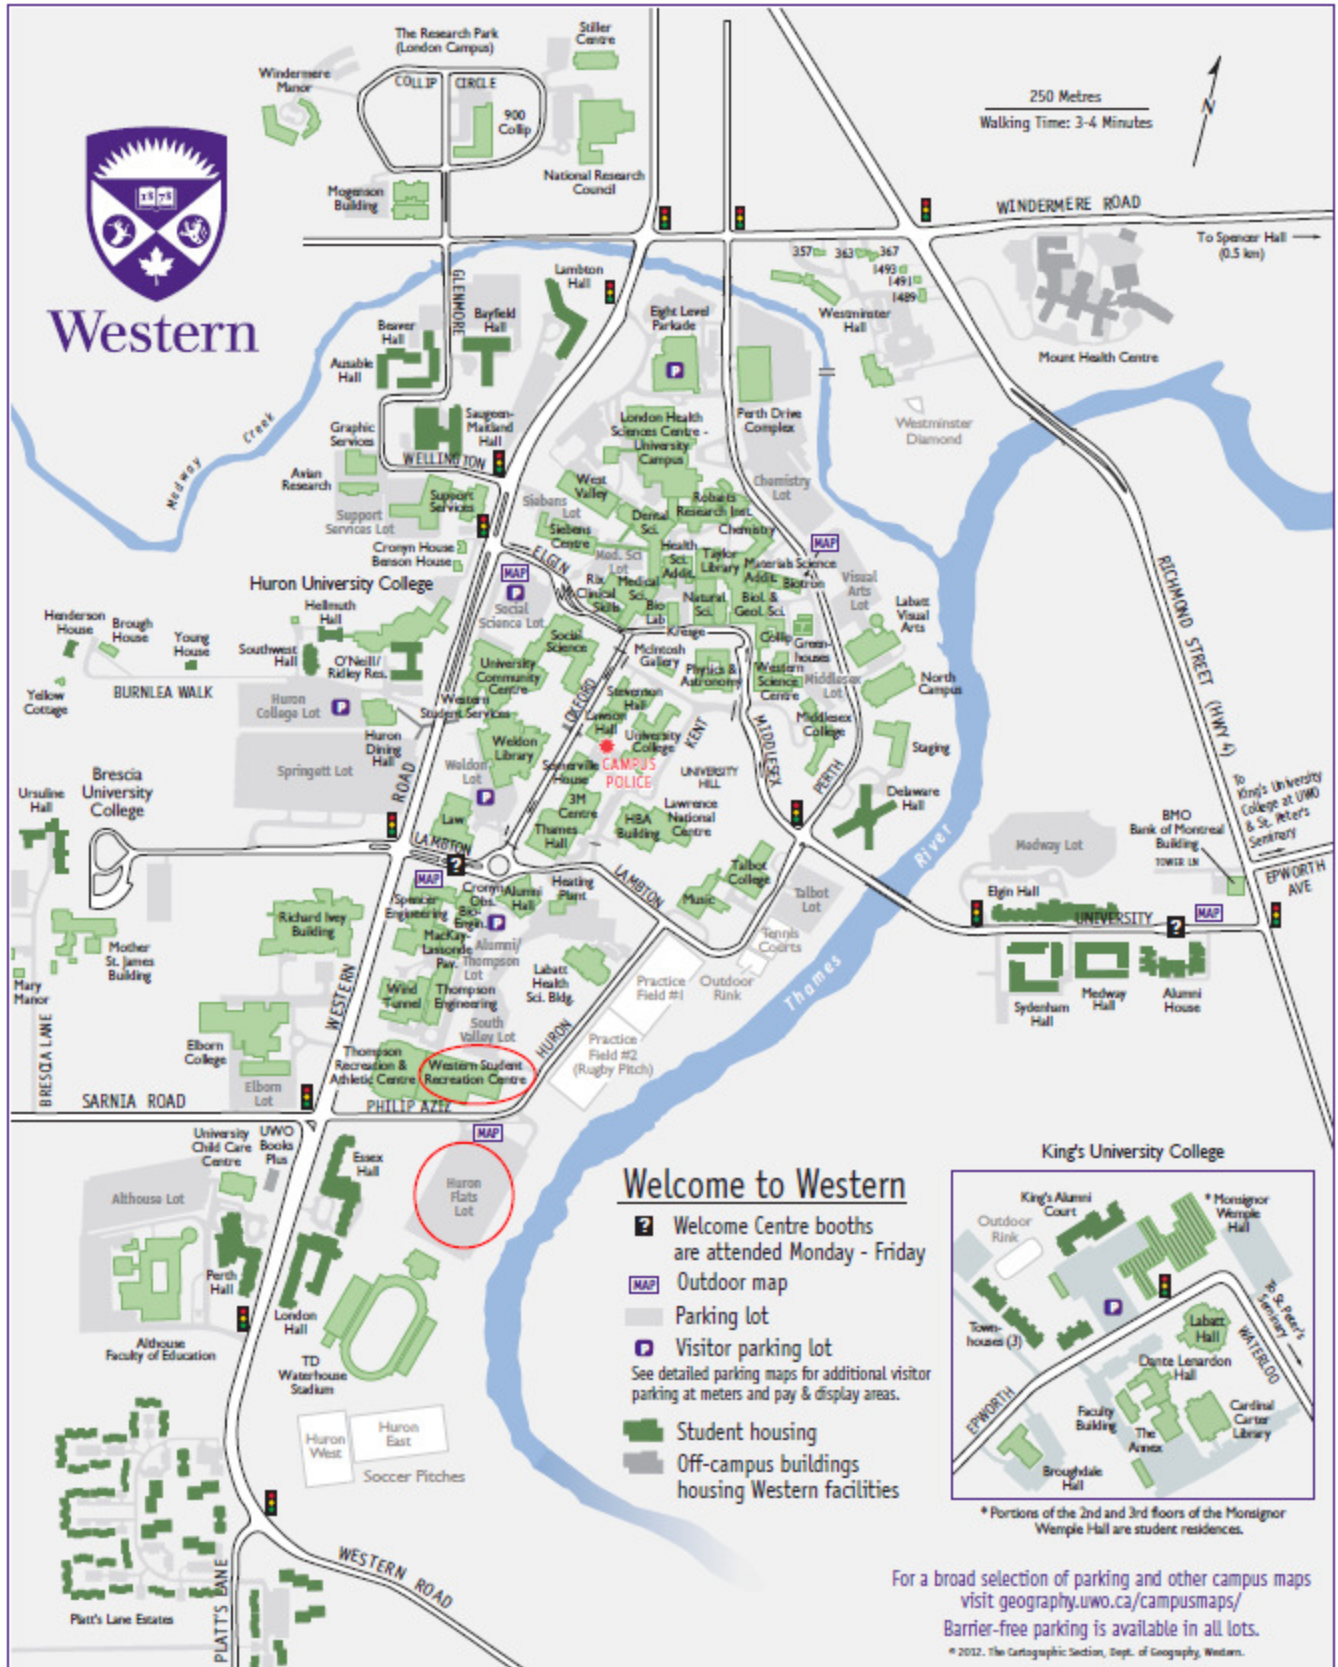 The Research Park
(London Campus)
Stiller
Centre
Windermere
Manor
COLLIP CIRCLE
900
Collip
250 Metres
Walking Time: 3-4 Minutes
N
National Research
Council
Mogenson
Building
1878
Western
WINDERMERE ROAD
To Spencer Hall
(0.5 km)
357
363
367
1493
1491
1489
Westminster
Hall
Mount Health Centre
Lambton
Hall
GLENMORE
Bayfield
Hall
Beaver
Hall
Ausable
Hall
Eight Level
Parkade
P
Saugeen-
Maitland
Hall
Graphic
Services
WELLINGTON
London Health
Sciences Centre -
University
Campus
Perth Drive
Complex
Westminster
Diamond
Medway Creek
Avian
Research
Support
Services
Support
Services Lot
West
Valley
Siebens
Lot
Siebens
Centre
Dental
Sci.
Roberts
Research Inst.
Chemistry
Chemistry
Lot
Cronyn House
Benson House
ELGIN
Med. Sci
Lot
Health
Sci.
Addit.
Taylor
Library
Materials Science
Addit.
Biotron
MAP
Visual
Arts
Lot
Huron University College
MAP
P
Social
Science Lot
Rix
Clinical
Skills
Medical
Sci.
Bio
Lab
Natural
Sci.
Biol. &
Geol. Sci.
Labatt
Visual
Arts
RICHMOND STREET (HWY 4)
Henderson
House
Brough
House
Young
House
Hellmuth
Hall
Southwest
Hall
O'Neill/
Ridley Res.
Social
Science
Kresge
McIntosh
Gallery
Physics &
Astronomy
Collip
Green-
houses
Western
Science
Centre
Middlesex
Lot
North
Campus
Yellow
Cottage
BURNLEA WALK
Huron
College Lot
P
University
Community
Centre
Western
Student Services
OXFORD
Stevenson
Hall
Lawson
Hall
University
College
KENT
MIDDLESEX
Middlesex
College
Staging
Huron
Dining
Hall
Springett Lot
Weldon
Library
Weldon
Lot
P
Somerville
House
CAMPUS
POLICE
UNIVERSITY
HILL
PERTH
Delaware
Hall
Brescia
University
College
Ursuline
Hall
ROAD
Law
3M
Centre
Thames
Hall
HBA
Building
Lawrence
National
Centre
To
King's University
College at UWO
& St. Peter's
Seminary
BMO
Bank of Montreal
Building
TOWER LN
EPWORTH
AVE
Medway Lot
LAMBTON
?
MAP
LAMBTON
Talbot
College
Music
Talbot
Lot
Thames River
Elgin Hall
UNIVERSITY
?
MAP
Spencer
Engineering
Cronyn
Obs.
Bio-
Engin.
Alumni
Hall
P
Heating
Plant
Richard Ivey
Building
Mother
St. James
Building
Mary
Manor
MacKay-
Lassonde
Pav.
Alumni/
Thompson
Lot
Labatt
Health
Sci. Bldg.
Tennis
Courts
Outdoor
Rink
Practice
Field #1
Practice
Field #2
(Rugby Pitch)
Sydenham
Hall
Medway
Hall
Alumni
House
WESTERN
Wind
Tunnel
Thompson
Engineering
South
Valley Lot
HURON
Elborn
College
Elborn
Lot
BRESCIA LANE
SARNIA ROAD
Thompson
Recreation &
Athletic Centre
Western Student
Recreation Centre
PHILIP AZIZ
MAP
University
Child Care
Centre
UWO
Books
Plus
Essex
Hall
Huron
Flats
Lot
Althouse Lot
Perth
Hall
London
Hall
Althouse
Faculty of Education
TD
Waterhouse
Stadium
Huron
West
Huron
East
Soccer Pitches
WESTERN ROAD
PLATT'S LANE
Platt's Lane Estates
Welcome to Western
? Welcome Centre booths
are attended Monday - Friday
MAP Outdoor map
Parking lot
P Visitor parking lot
See detailed parking maps for additional visitor
parking at meters and pay & display areas.
Student housing
Off-campus buildings
housing Western facilities
King's University College
King's Alumni
Court
Outdoor
Rink
* Monsignor
Wemple
Hall
P
Town-
houses (3)
Labatt
Hall
To St. Peter's
Seminary
WATERLOO
Dante Lenardon
Hall
EPWORTH
Faculty
Building
The
Annex
Cardinal
Carter
Library
Broughdale
Hall
* Portions of the 2nd and 3rd floors of the Monsignor
Wemple Hall are student residences.
For a broad selection of parking and other campus maps
visit geography.uwo.ca/campusmaps/
Barrier-free parking is available in all lots.
© 2012. The Cartographic Section, Dept. of Geography, Western.